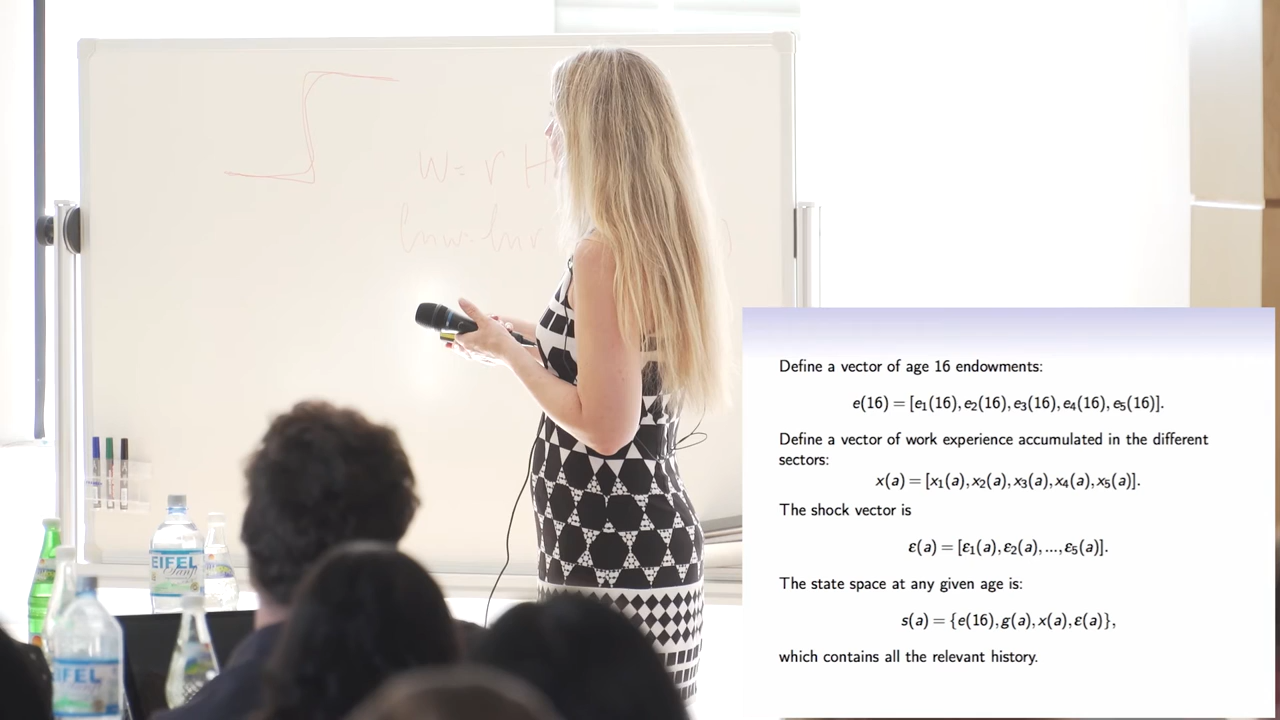 w = r H
ln w = ln r
EIFEL
EIFEL
Define a vector of age 16 endowments:
e(16) = [e₁(16), e₂(16), e₃(16), e₄(16), e₅(16)].
Define a vector of work experience accumulated in the different
sectors:
x(a) = [x₁(a), x₂(a), x₃(a), x₄(a), x₅(a)].
The shock vector is
ε(a) = [ε₁(a), ε₂(a), ..., ε₅(a)].
The state space at any given age is:
s(a) = {e(16), g(a), x(a), ε(a)},
which contains all the relevant history.